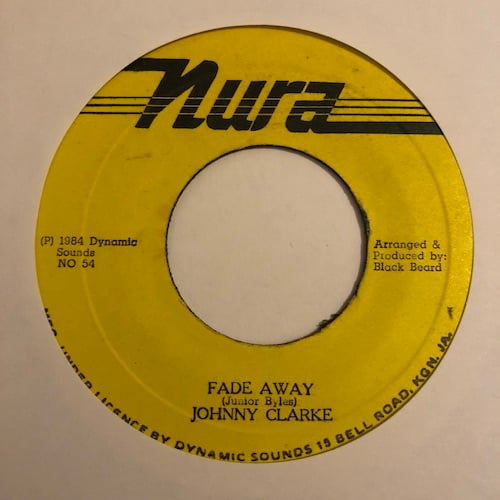 nura
(P) 1984 Dynamic
Sounds
NO 54
Arranged &
Produced by:
Black Beard
FADE AWAY
(Junior Byles)
JOHNNY CLARKE
UNDER LICENCE BY DYNAMIC SOUNDS 15 BELL ROAD, KGN. JA.